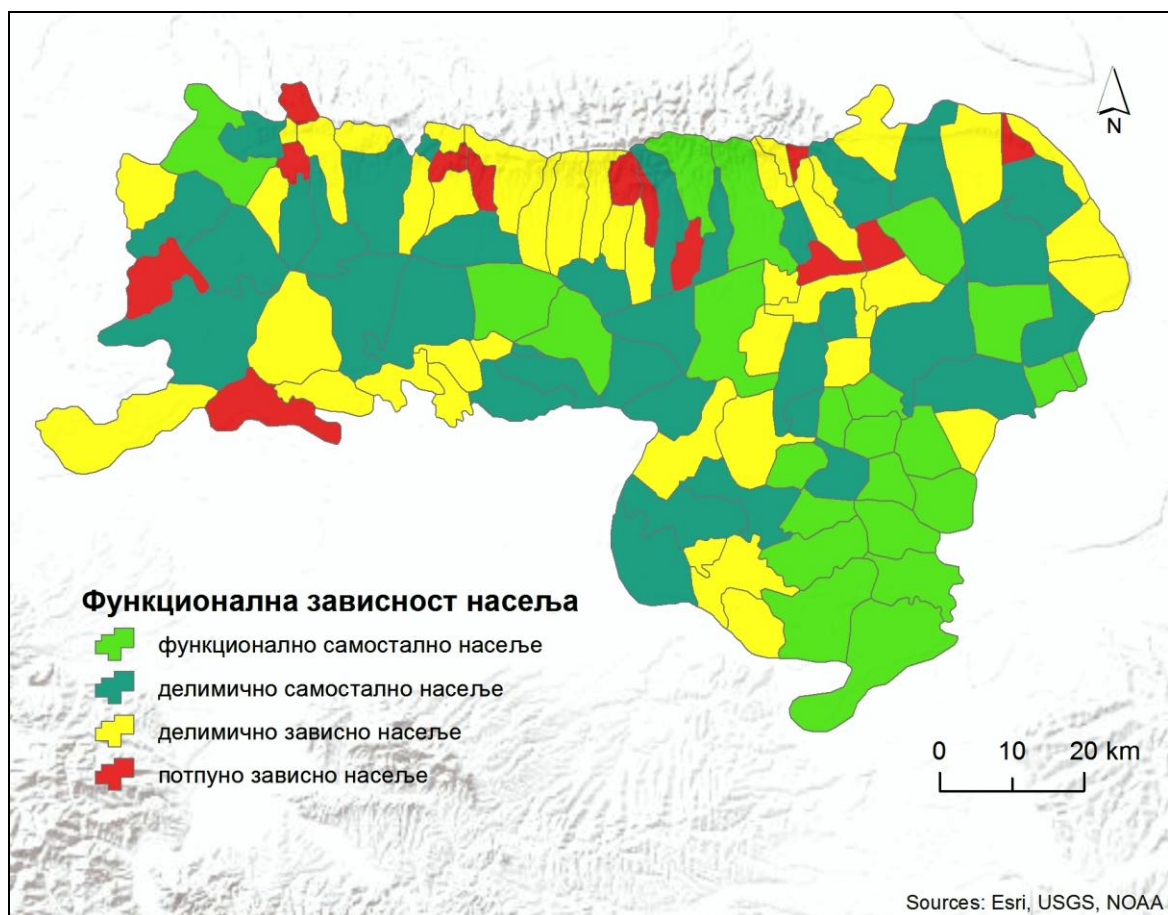 N
Функционална зависност насеља
функционално самостално насеље
делимично самостално насеље
делимично зависно насеље
потпуно зависно насеље
0 10 20 km
Sources: Esri, USGS, NOAA